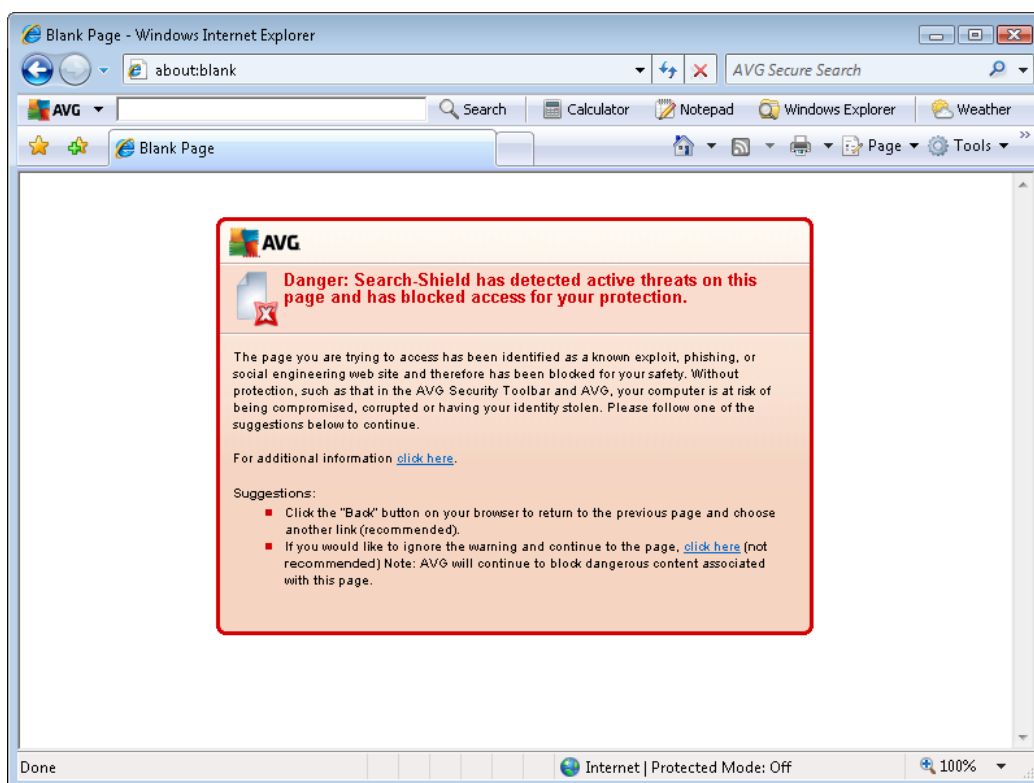 Blank Page - Windows Internet Explorer
about:blank
AVG Secure Search
AVG Search Calculator Notepad Windows Explorer Weather
Blank Page Page Tools
AVG
Danger: Search-Shield has detected active threats on this
page and has blocked access for your protection.
The page you are trying to access has been identified as a known exploit, phishing, or
social engineering web site and therefore has been blocked for your safety. Without
protection, such as that in the AVG Security Toolbar and AVG, your computer is at risk of
being compromised, corrupted or having your identity stolen. Please follow one of the
suggestions below to continue.
For additional information click here.
Suggestions:
Click the "Back" button on your browser to return to the previous page and choose
another link (recommended).
If you would like to ignore the warning and continue to the page, click here (not
recommended) Note: AVG will continue to block dangerous content associated
with this page.
Done Internet | Protected Mode: Off 100%